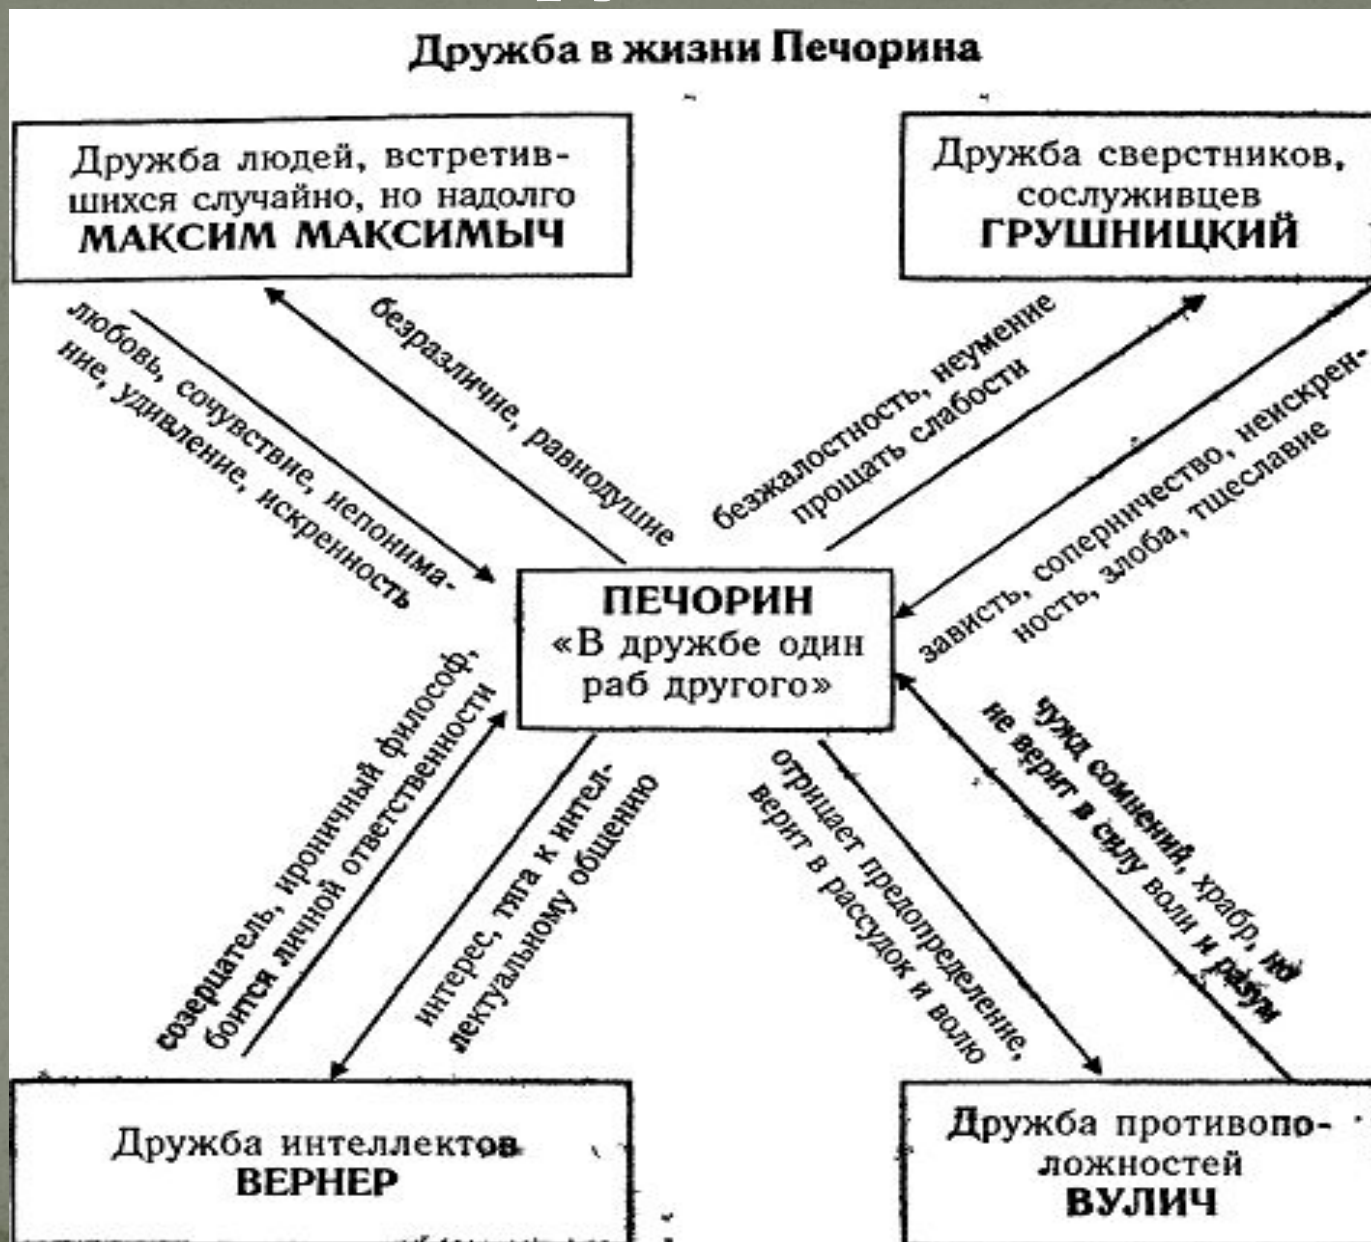 Дружба в жизни Печорина
Дружба людей, встретив-
шихся случайно, но надолго
МАКСИМ МАКСИМЫЧ
Дружба сверстников,
сослуживцев
ГРУШНИЦКИЙ
любовь, сочувствие, непонима-
ние, удивление, искренность
безразличие, равнодушие
безжалостность, неумение
прощать слабости
зависть, соперничество, неискрен-
ность, злоба, тщеславие
ПЕЧОРИН
«В дружбе один
раб другого»
созерцатель, ироничный философ,
боится личной ответственности
интерес, тяга к интел-
лектуальному общению
отрицает предопределение,
верит в рассудок и волю
чужд сомнений, храбр, но
не верит в силу воли и разум
Дружба интеллектов
ВЕРНЕР
Дружба противопо-
ложностей
ВУЛИЧ